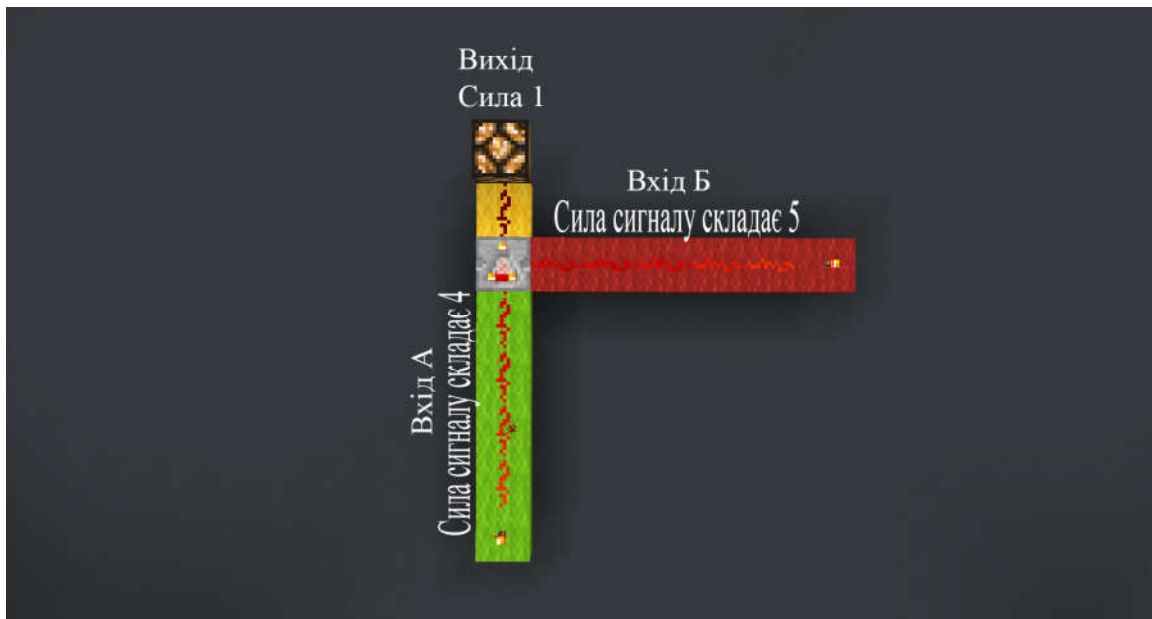 Вихід
Сила 1
Вхід Б
Сила сигналу складає 5
Вхід А
Сила сигналу складає 4